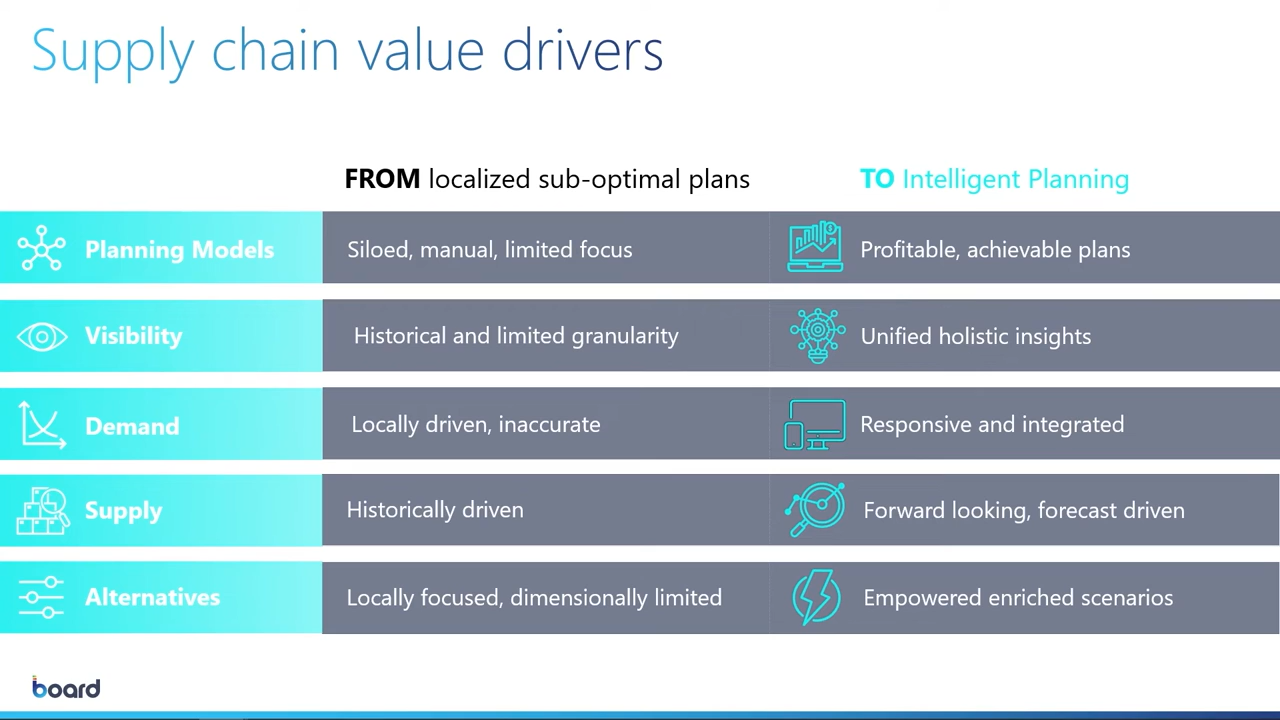 Supply chain value drivers
FROM localized sub-optimal plans
TO Intelligent Planning
Planning Models
Siloed, manual, limited focus
Profitable, achievable plans
Visibility
Historical and limited granularity
Unified holistic insights
Demand
Locally driven, inaccurate
Responsive and integrated
Supply
Historically driven
Forward looking, forecast driven
Alternatives
Locally focused, dimensionally limited
Empowered enriched scenarios
board